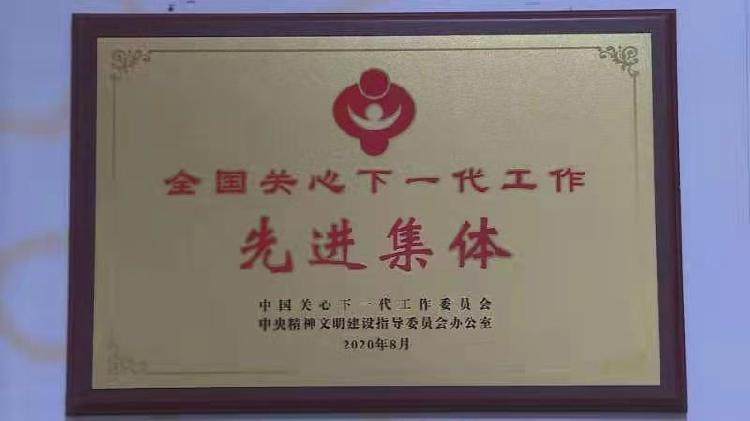 全国关心下一代工作
先进集体
中国关心下一代工作委员会
中央精神文明建设指导委员会办公室
2020年8月